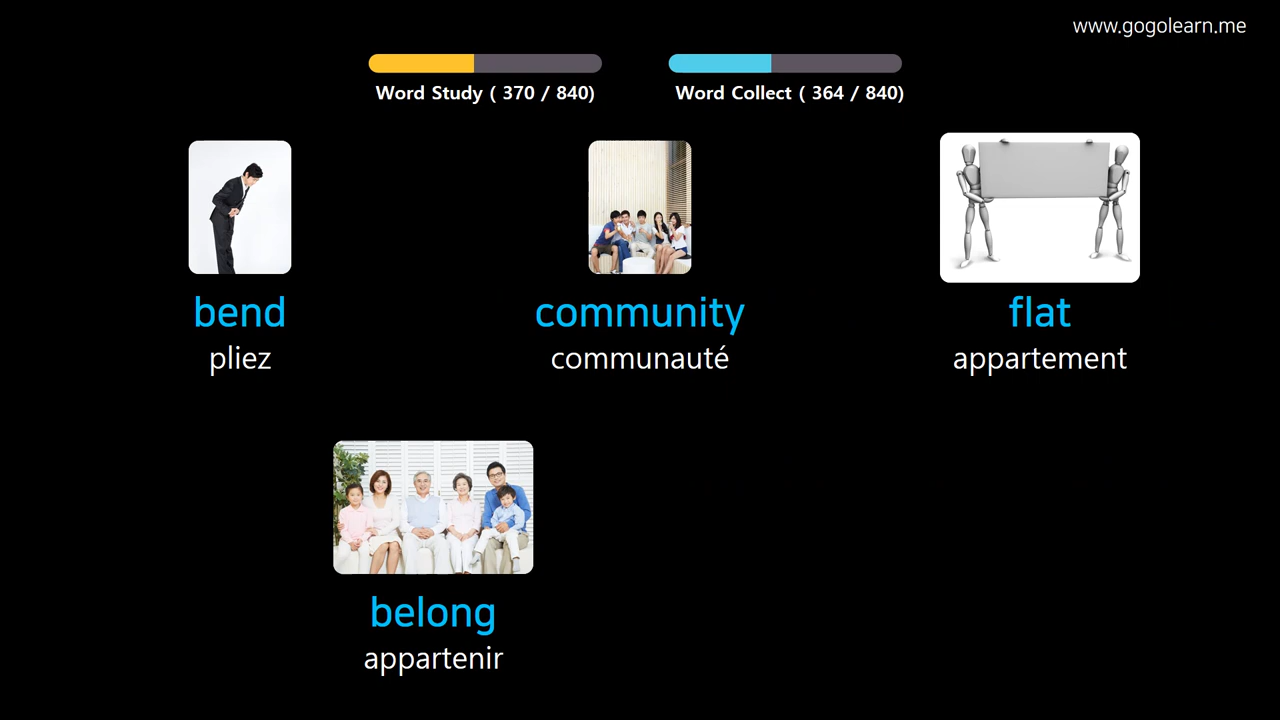 www.gogolearn.me
Word Study ( 370 / 840)
Word Collect ( 364 / 840)
bend
pliez
community
communauté
flat
appartement
belong
appartenir